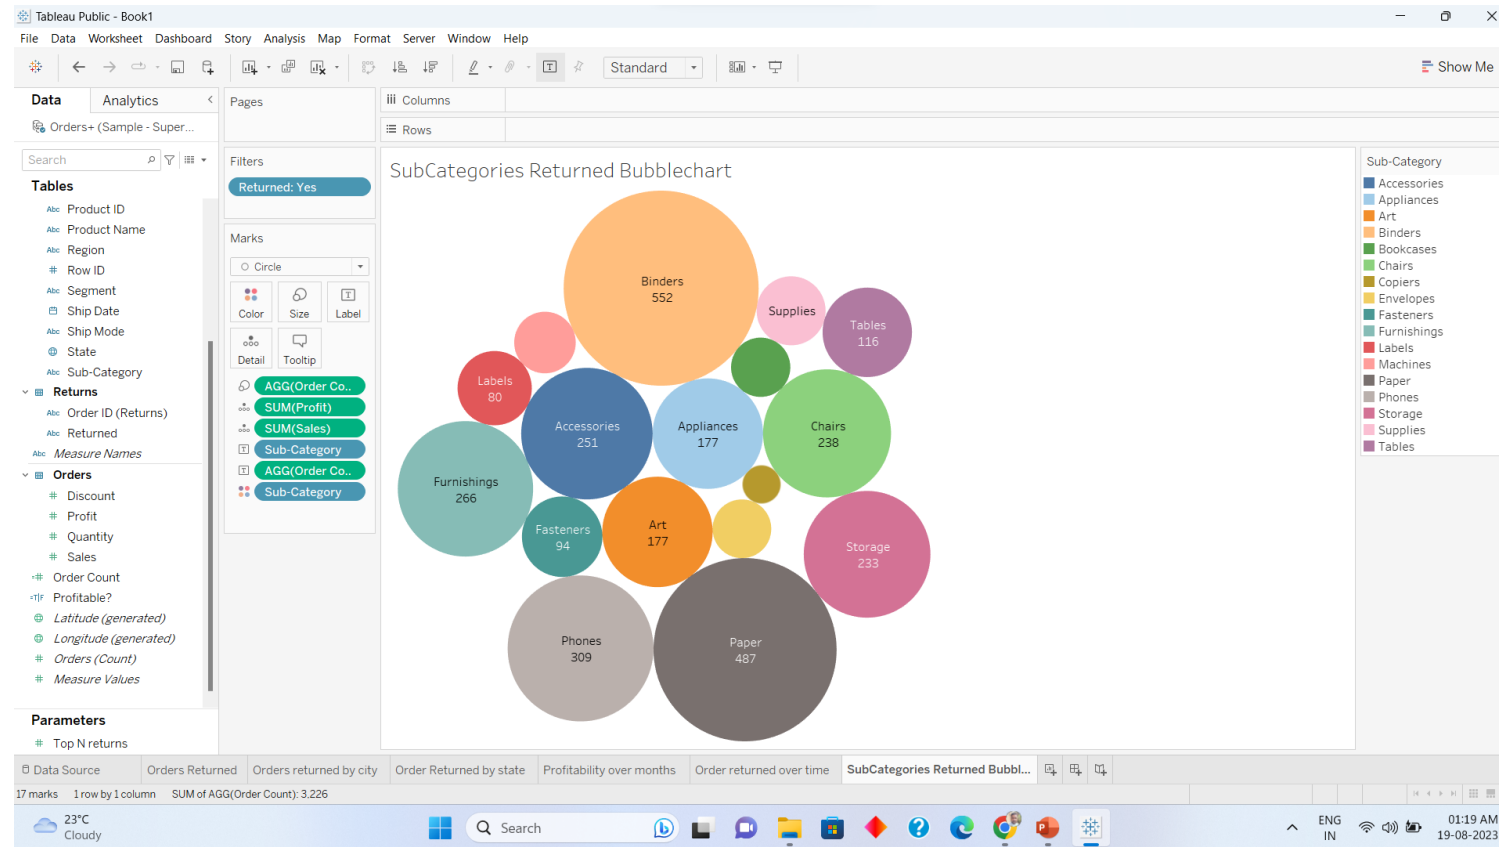 Tableau Public - Book1
File Data Worksheet Dashboard Story Analysis Map Format Server Window Help
Standard
Show Me
Data Analytics
Orders+ (Sample - Super...
Search
Tables
Abc Product ID
Abc Product Name
Abc Region
# Row ID
Abc Segment
Ship Date
Abc Ship Mode
State
Abc Sub-Category
Returns
Abc Order ID (Returns)
Abc Returned
Abc Measure Names
Orders
# Discount
# Profit
# Quantity
# Sales
=# Order Count
=T|F Profitable?
Latitude (generated)
Longitude (generated)
# Orders (Count)
# Measure Values
Parameters
# Top N returns
Pages
Filters
Returned: Yes
Marks
Circle
Color Size Label
Detail Tooltip
AGG(Order Co..
SUM(Profit)
SUM(Sales)
Sub-Category
AGG(Order Co..
Sub-Category
Columns
Rows
SubCategories Returned Bubblechart
Binders
552
Supplies
Tables
116
Labels
80
Accessories
251
Appliances
177
Chairs
238
Furnishings
266
Fasteners
94
Art
177
Storage
233
Phones
309
Paper
487
Sub-Category
Accessories
Appliances
Art
Binders
Bookcases
Chairs
Copiers
Envelopes
Fasteners
Furnishings
Labels
Machines
Paper
Phones
Storage
Supplies
Tables
Data Source Orders Returned Orders returned by city Order Returned by state Profitability over months Order returned over time SubCategories Returned Bubbl...
17 marks 1 row by 1 column SUM of AGG(Order Count): 3,226
23°C
Cloudy
Search
ENG
IN
01:19 AM
19-08-2023